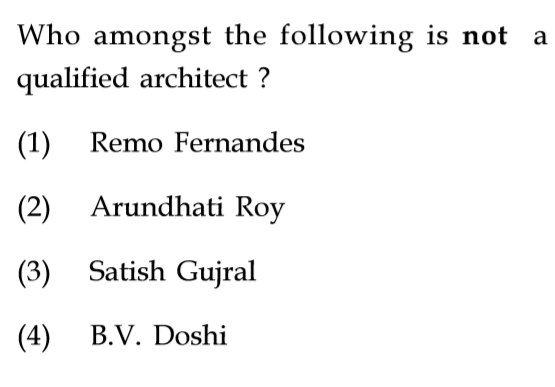 Who amongst the following is not a
qualified architect ?
(1) Remo Fernandes
(2) Arundhati Roy
(3) Satish Gujral
(4) B.V. Doshi